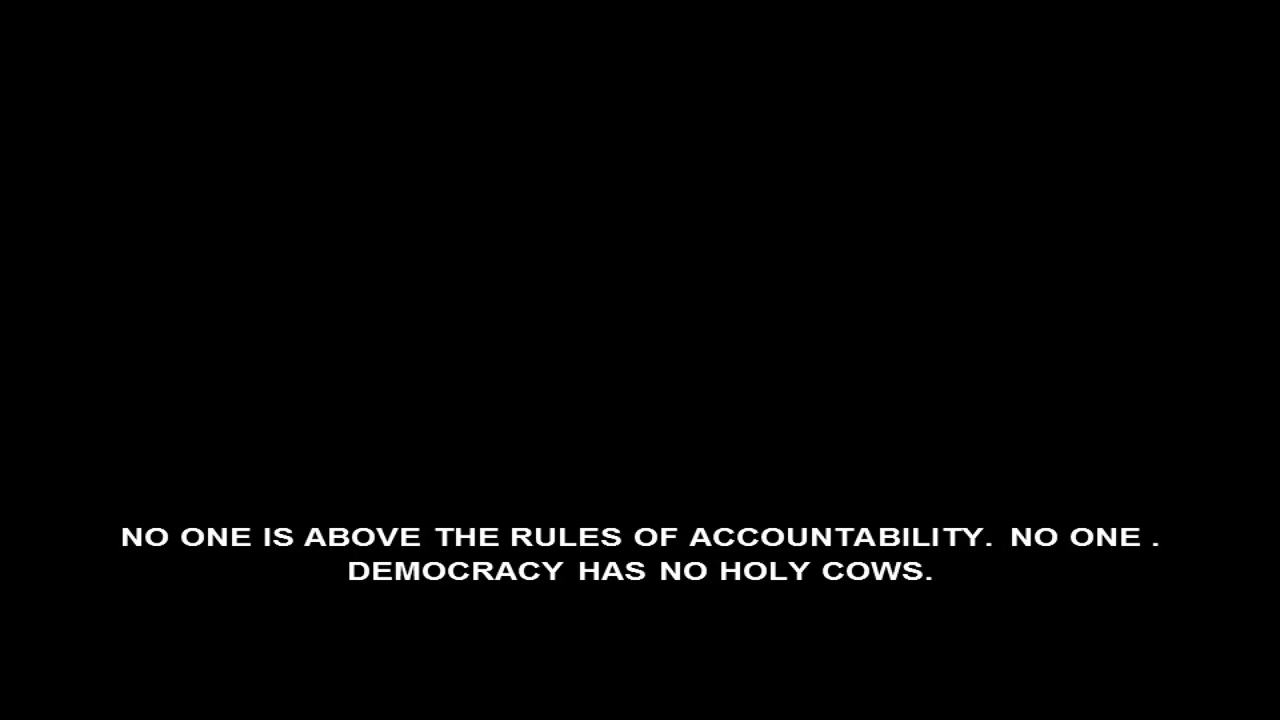 NO ONE IS ABOVE THE RULES OF ACCOUNTABILITY. NO ONE .
DEMOCRACY HAS NO HOLY COWS.